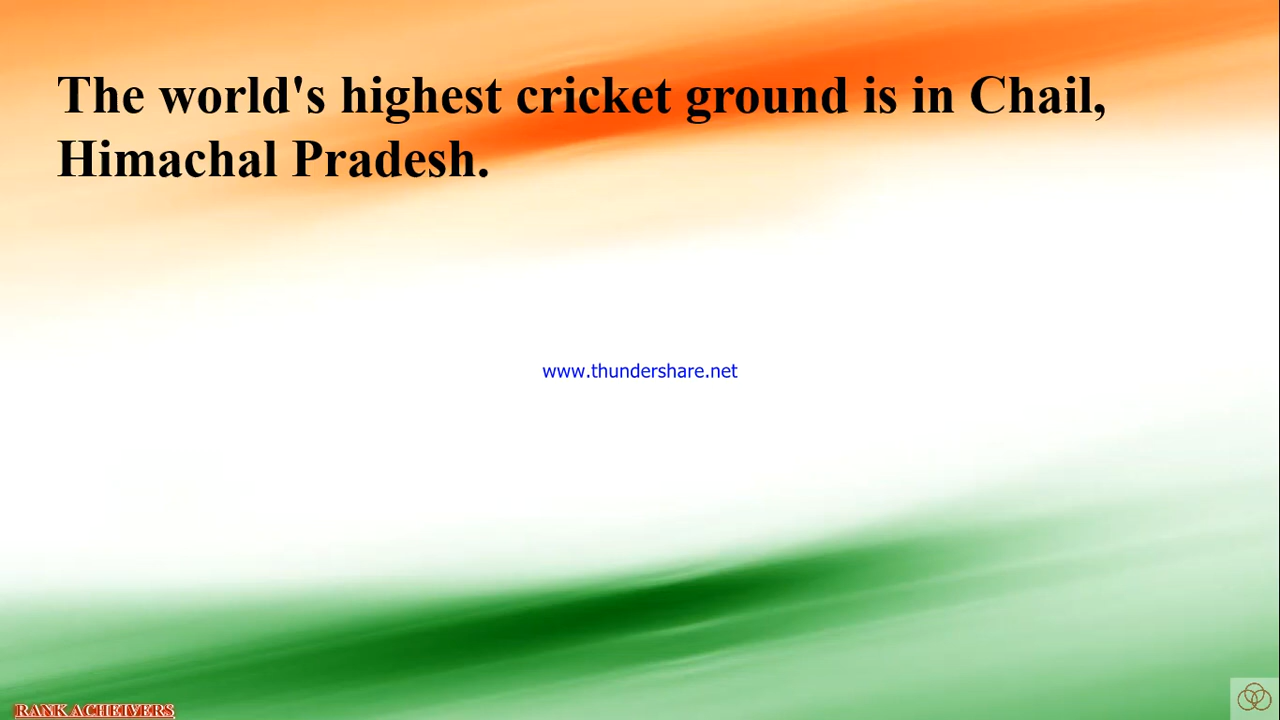 The world's highest cricket ground is in Chail,
Himachal Pradesh.
www.thundershare.net
RANK ACHEIVERS